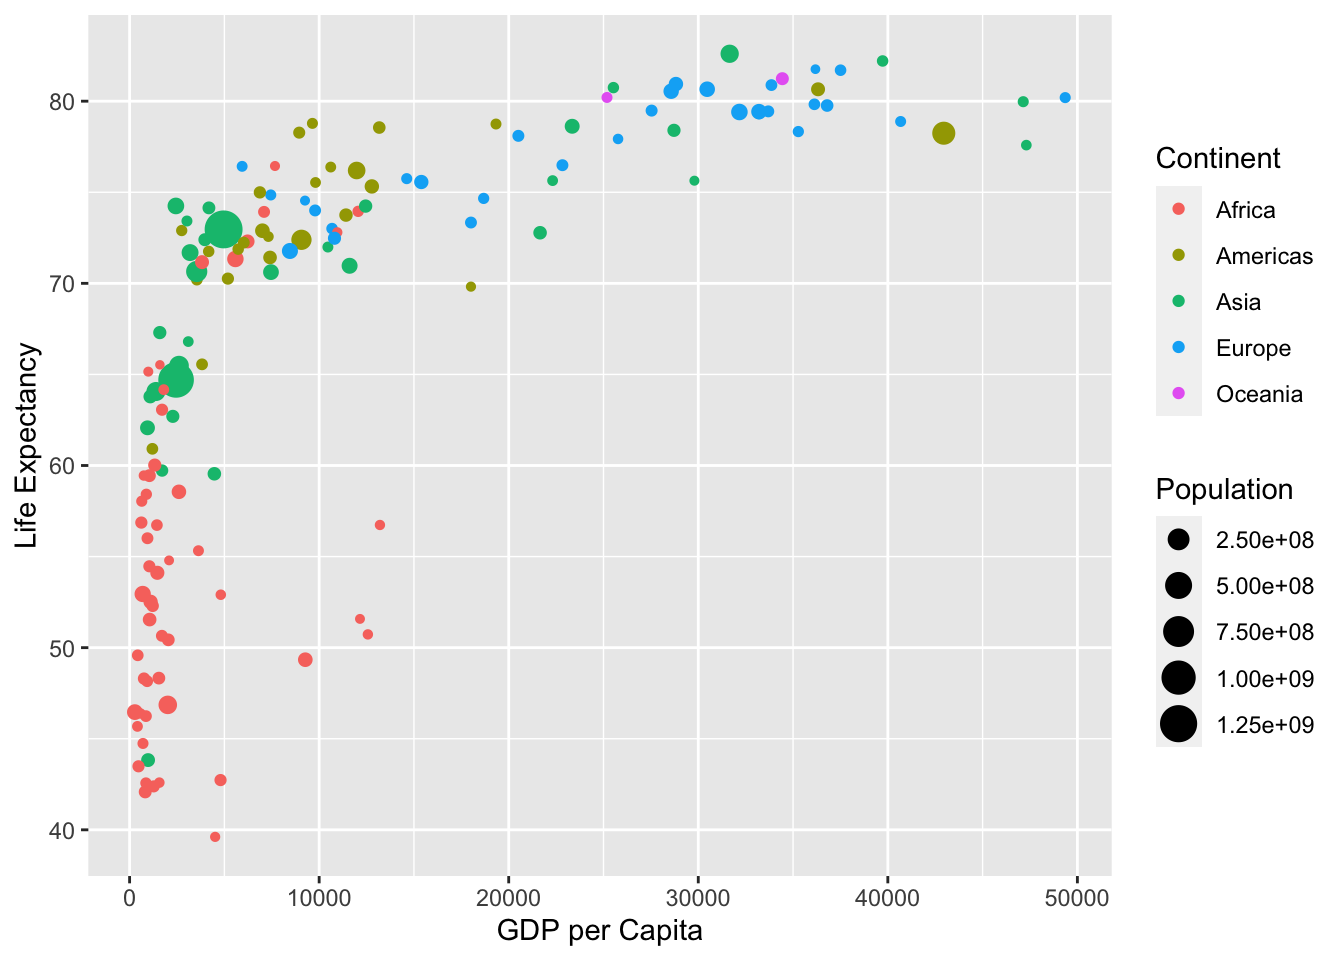 80
70
60
50
40
Life Expectancy
0 10000 20000 30000 40000 50000
GDP per Capita
Continent
Africa
Americas
Asia
Europe
Oceania
Population
2.50e+08
5.00e+08
7.50e+08
1.00e+09
1.25e+09